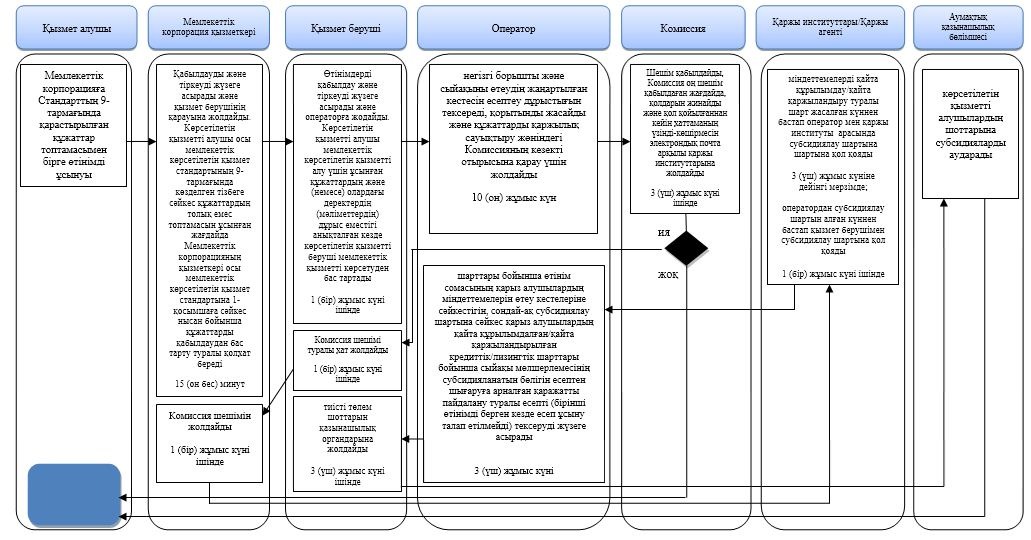 Қызмет алушы
Мемлекеттік
корпорация қызметкері
Қызмет беруші
Оператор
Комиссия
Қаржы институттары/Қаржы
агенті
Аумақтық
қазынашылық
бөлімшесі
Мемлекеттік
корпорацияға
Стандарттың 9-
тармағында
қарастырылған
құжаттар
топтамасымен
бірге өтінімді
ұсынуы
Қабылдауды және
тіркеуді жүзеге
асырады және
қызмет берушінің
қарауына жолдайды.
Көрсетілетін
қызметті алушы осы
мемлекеттік
көрсетілетін қызмет
стандартының 9-
тармағында
көзделген тізбеге
сәйкес құжаттардың
толық емес
топтамасын ұсынған
жағдайда
Мемлекеттік
корпорацияның
қызметкері осы
мемлекеттік
көрсетілетін қызмет
стандартына 1-
қосымшаға сәйкес
нысан бойынша
құжаттарды
қабылдаудан бас
тарту туралы қолхат
береді
15 (он бес) минут
Комиссия шешімін
жолдайды
1 (бір) жұмыс күні
ішінде
Өтінімдерді
қабылдау және
тіркеуді жүзеге
асырады және
операторға жодайды.
Көрсетілетін
қызметті алушы
мемлекеттік
көрсетілетін қызметті
алу үшін ұсынған
құжаттардың және
(немесе) олардағы
деректердің
(мәліметтердің)
дұрыс еместігі
анықталған кезде
көрсетілетін қызметті
беруші мемлекеттік
қызметті көрсетуден
бас тартады
1 (бір) жұмыс күні
ішінде
Комиссия шешімі
туралы хат жолдайды
1 (бір) жұмыс күні
ішінде
тиісті төлем
шоттарын
қазынашылық
органдарына
жолдайды
3 (үш) жұмыс күні
ішінде
негізгі борышты және
сыйақыны өтеудің жаңартылған
кестесін есептеу дұрыстығын
тексереді, қорытынды жасайды
және құжаттарды қаржылық
сауықтыру жөніндегі
Комиссияның кезекті
отырысына қарау үшін
жолдайды
10 (он) жұмыс күн
шарттары бойынша өтінім
сомасының қарыз алушылардың
міндеттемелерін өтеу кестелеріне
сәйкестігін, сондай-ақ субсидиялау
шартына сәйкес қарыз алушылардың
қайта құрылымдалған/қайта
қаржыландырылған
кредиттік/лизингтік шарттары
бойынша сыйақы мөлшерлемесінің
субсидияланатын бөлігін есептен
шығаруға арналған қаражатты
пайдалану туралы есепті (бірінші
өтінімді берген кезде есеп ұсыну
талап етілмейді) тексеруді жүзеге
асырады
3 (үш) жұмыс күні
Шешім қабылдайды,
Комиссия оң шешім
қабылдаған жағдайда,
қолдарын жинайды
және қол қойылғаннан
кейін хаттаманың
үзінді-көшірмесін
электрондық почта
арқылы қаржы
институттарына
жолдайды
3 (үш) жұмыс күні
ішінде
ия
жоқ
міндеттемелерді қайта
құрылымдау/қайта
қаржыландыру туралы
шарт жасалған күннен
бастап оператор мен қаржы
институты арасында
субсидиялау шартына
шартына қол қояды
3 (үш) жұмыс күніне
дейінгі мерзімде;
оператордан субсидиялау
шартын алған күннен
бастап қызмет берушімен
субсидиялау шартына қол
қояды
1 (бір) жұмыс күні ішінде
көрсетілетін
қызметті
алушылардың
шоттарына
субсидияларды
аударады